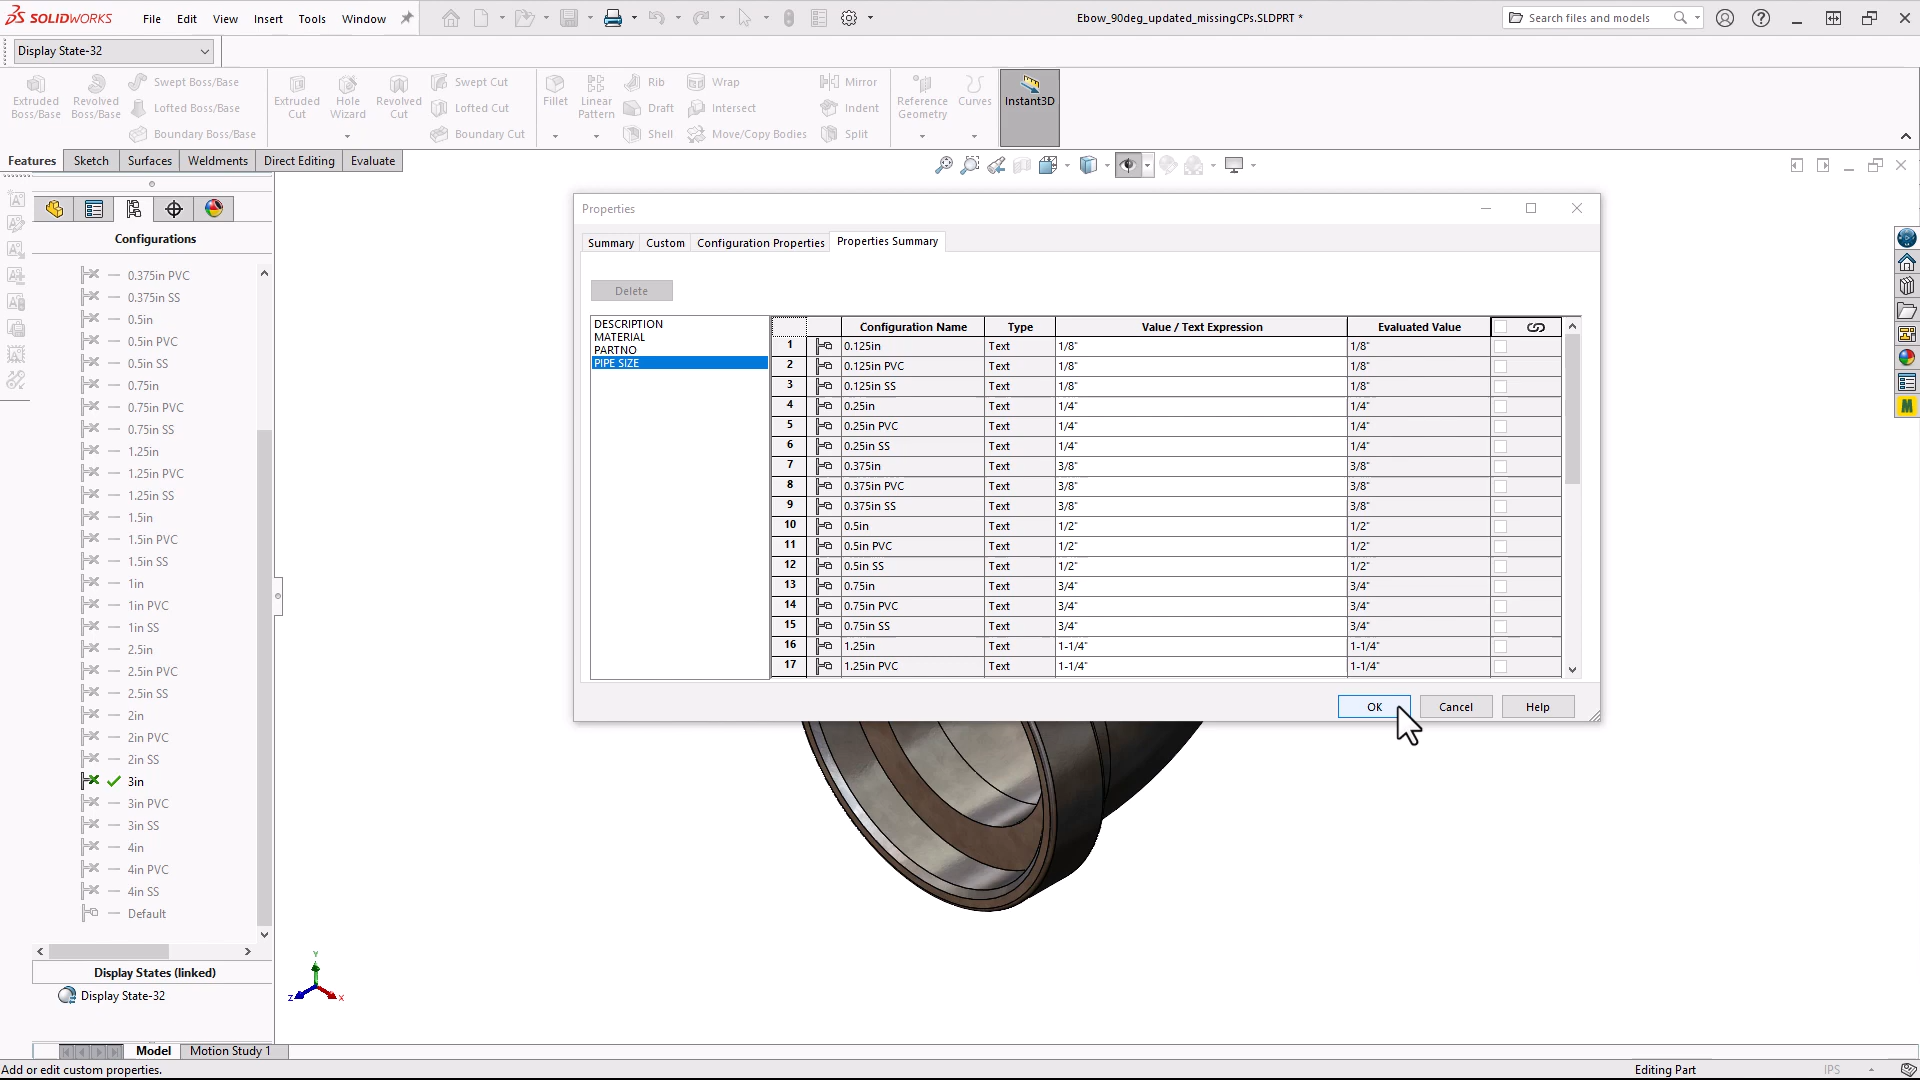 SOLIDWORKS File Edit View Insert Tools Window Ebow_90deg_updated_missingCPs.SLDPRT * Search files and models
Display State-32
Extruded Boss/Base
Revolved Boss/Base
Swept Boss/Base
Lofted Boss/Base
Boundary Boss/Base
Extruded Cut
Hole Wizard
Revolved Cut
Swept Cut
Lofted Cut
Boundary Cut
Fillet
Linear Pattern
Rib
Draft
Shell
Wrap
Intersect
Move/Copy Bodies
Mirror
Indent
Split
Reference Geometry
Curves
Instant3D
Features Sketch Surfaces Weldments Direct Editing Evaluate
Configurations
0.375in PVC
0.375in SS
0.5in
0.5in PVC
0.5in SS
0.75in
0.75in PVC
0.75in SS
1.25in
1.25in PVC
1.25in SS
1.5in
1.5in PVC
1.5in SS
1in
1in PVC
1in SS
2.5in
2.5in PVC
2.5in SS
2in
2in PVC
2in SS
3in
3in PVC
3in SS
4in
4in PVC
4in SS
Default
Display States (linked)
Display State-32
Properties
Summary Custom Configuration Properties Properties Summary
Delete
DESCRIPTION
MATERIAL
PARTNO
PIPE SIZE
Configuration Name Type Value / Text Expression Evaluated Value
1 0.125in Text 1/8" 1/8"
2 0.125in PVC Text 1/8" 1/8"
3 0.125in SS Text 1/8" 1/8"
4 0.25in Text 1/4" 1/4"
5 0.25in PVC Text 1/4" 1/4"
6 0.25in SS Text 1/4" 1/4"
7 0.375in Text 3/8" 3/8"
8 0.375in PVC Text 3/8" 3/8"
9 0.375in SS Text 3/8" 3/8"
10 0.5in Text 1/2" 1/2"
11 0.5in PVC Text 1/2" 1/2"
12 0.5in SS Text 1/2" 1/2"
13 0.75in Text 3/4" 3/4"
14 0.75in PVC Text 3/4" 3/4"
15 0.75in SS Text 3/4" 3/4"
16 1.25in Text 1-1/4" 1-1/4"
17 1.25in PVC Text 1-1/4" 1-1/4"
OK Cancel Help
Y
Z X
M
Model Motion Study 1
Add or edit custom properties. Editing Part IPS